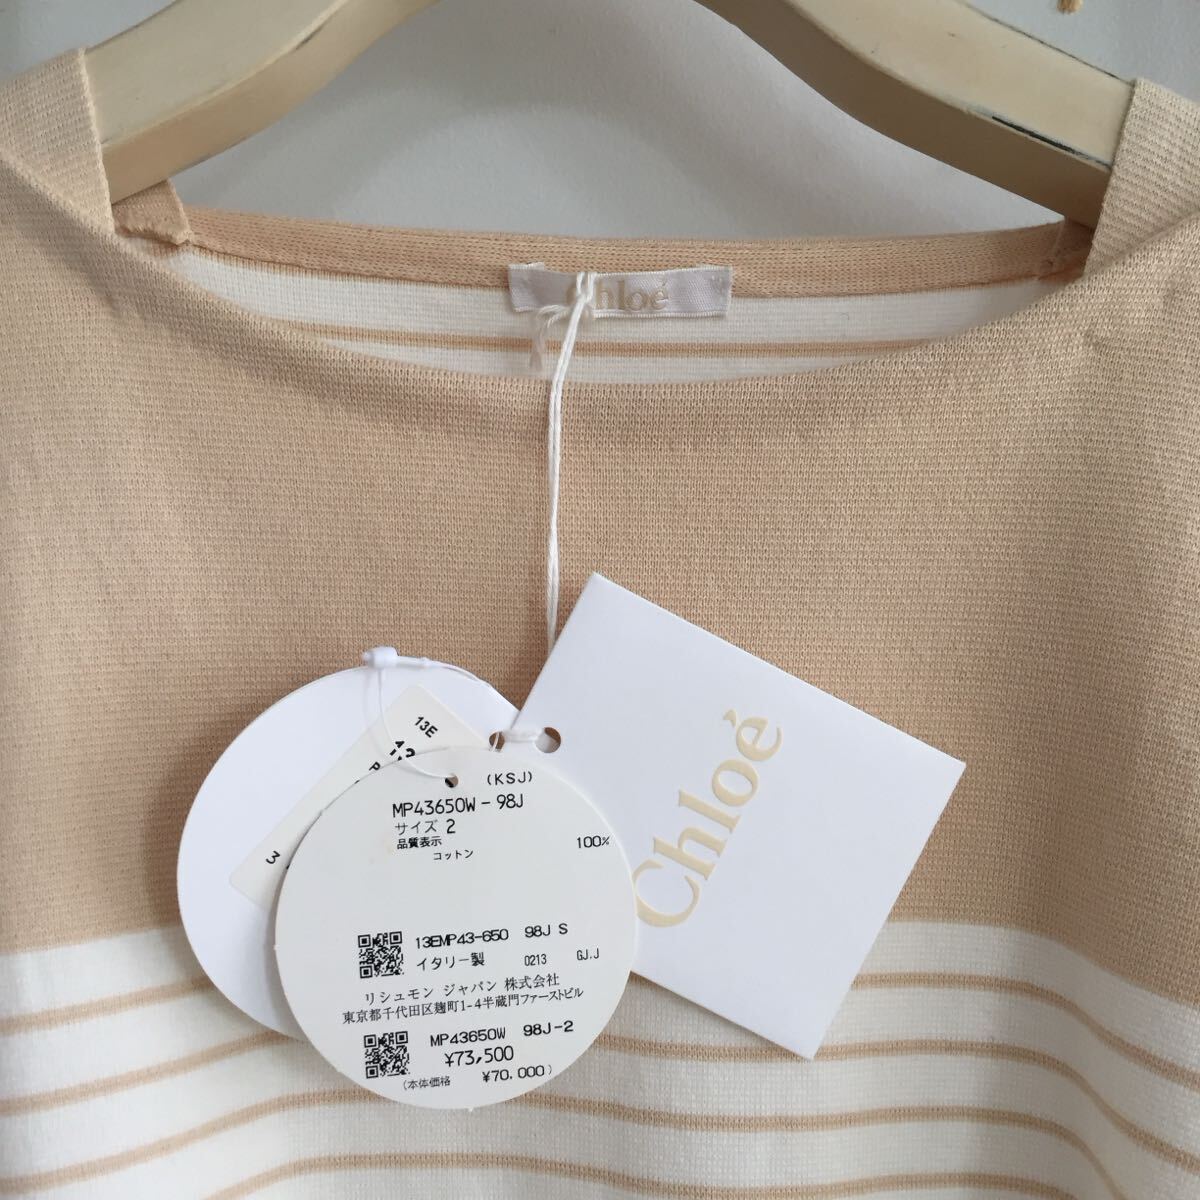 Chloé
13E
3
(KSJ)
MP43650W-98J
サイズ 2
品質表示
コットン 100%
13EMP43-650 98J S
イタリー製 0213 GJ.J
リシュモン ジャパン 株式会社
東京都千代田区麹町1-4半蔵門ファーストビル
MP43650W 98J-2
¥73,500
(本体価格 ¥70,000)
Chloé